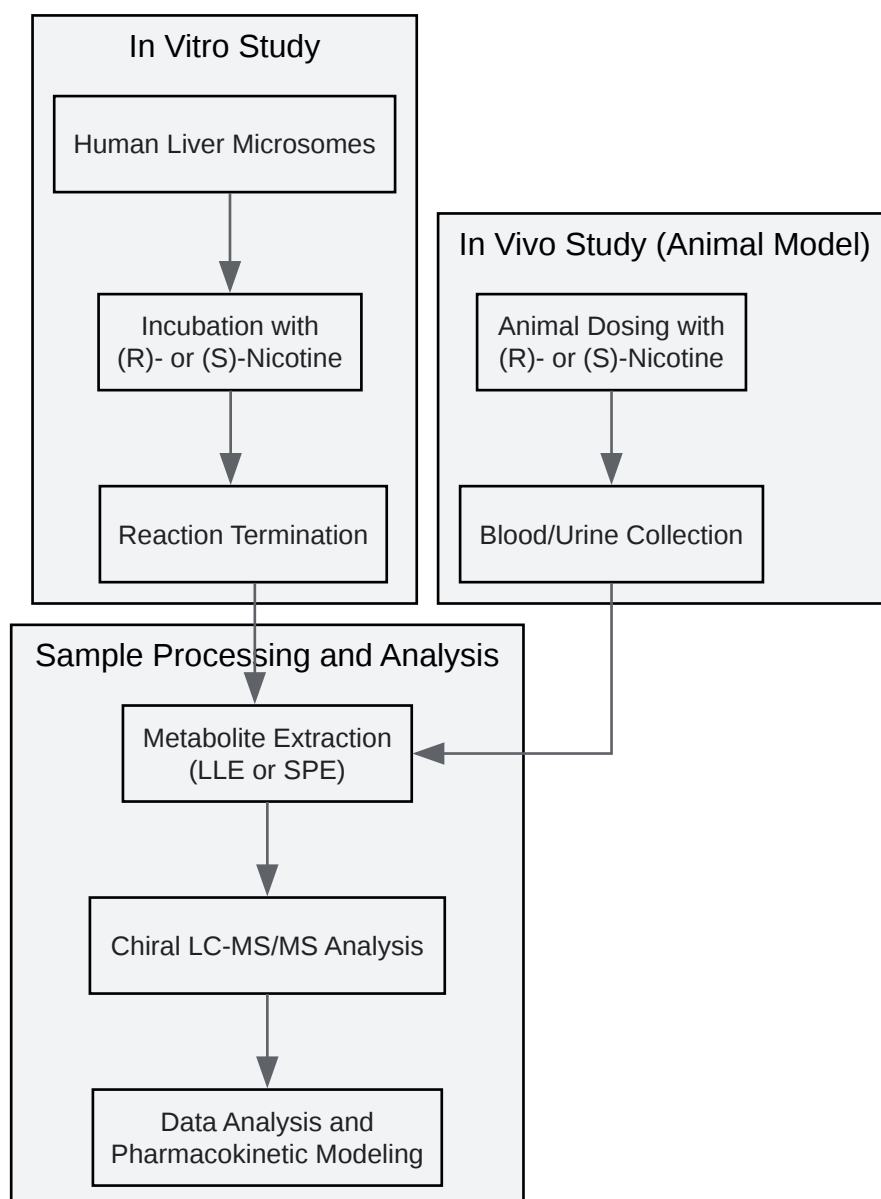 In Vitro Study
Human Liver Microsomes
Incubation with
(R)- or (S)-Nicotine
Reaction Termination
In Vivo Study (Animal Model)
Animal Dosing with
(R)- or (S)-Nicotine
Blood/Urine Collection
Sample Processing and Analysis
Metabolite Extraction
(LLE or SPE)
Chiral LC-MS/MS Analysis
Data Analysis and
Pharmacokinetic Modeling